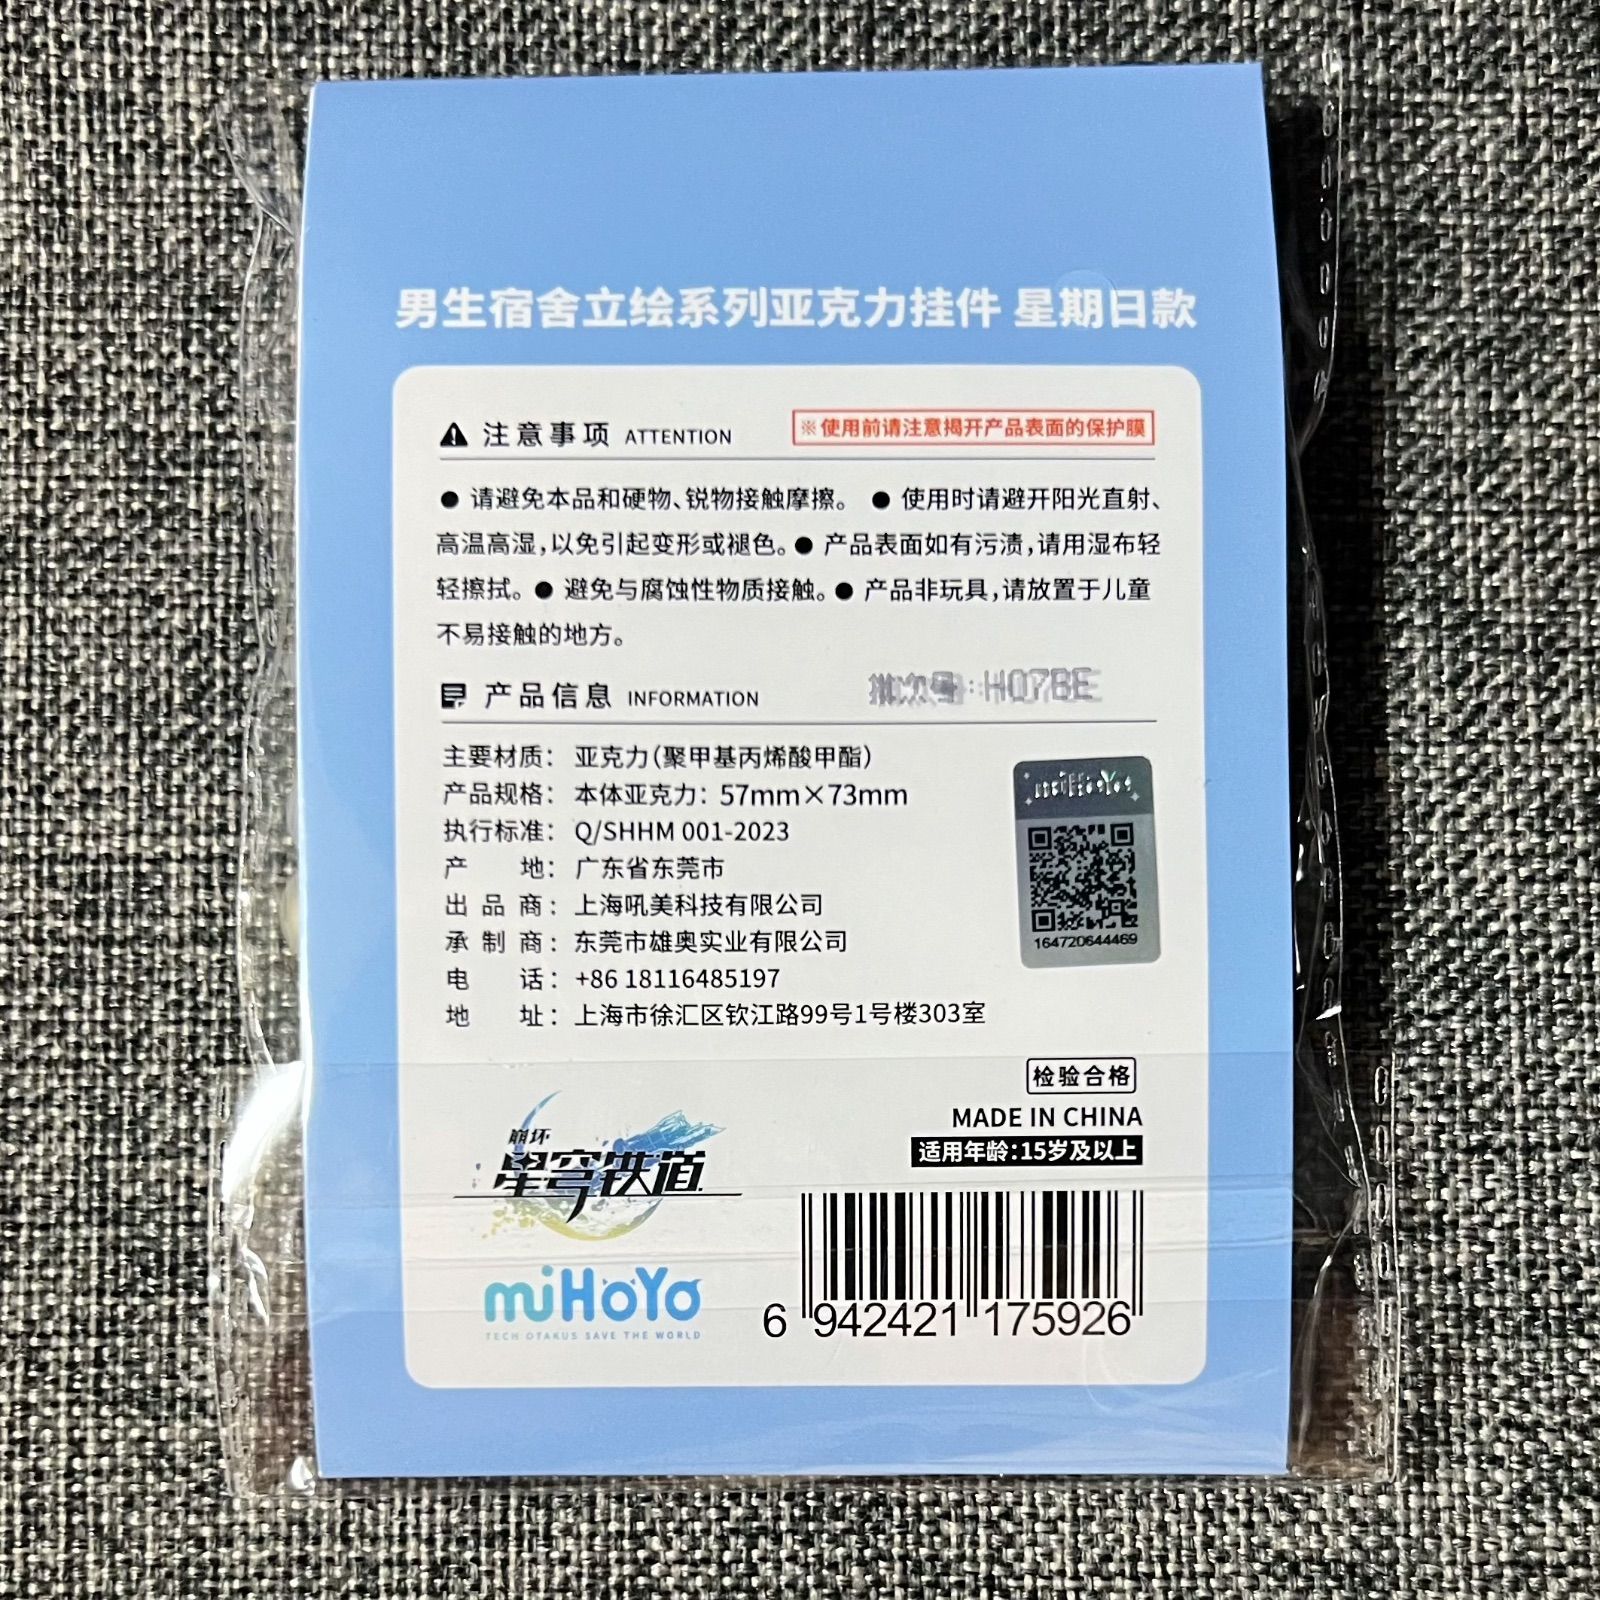 男生宿舍立绘系列亚克力挂件 星期日款
注意事项 ATTENTION
※使用前请注意揭开产品表面的保护膜
● 请避免本品和硬物、锐物接触摩擦。 ● 使用时请避开阳光直射、
高温高湿,以免引起变形或褪色。● 产品表面如有污渍,请用湿布轻
轻擦拭。● 避免与腐蚀性物质接触。● 产品非玩具,请放置于儿童
不易接触的地方。
产品信息 INFORMATION
批次号:H07BE
主要材质: 亚克力(聚甲基丙烯酸甲酯)
产品规格: 本体亚克力: 57mm×73mm
执行标准: Q/SHHM 001-2023
产 地: 广东省东莞市
出品商: 上海吼美科技有限公司
承制商: 东莞市雄奥实业有限公司
电 话: +86 18116485197
地 址: 上海市徐汇区钦江路99号1号楼303室
miHoYo
164720644469
检验合格
MADE IN CHINA
适用年龄:15岁及以上
崩坏
星穹铁道
miHoYo
TECH OTAKUS SAVE THE WORLD
6 942421 175926